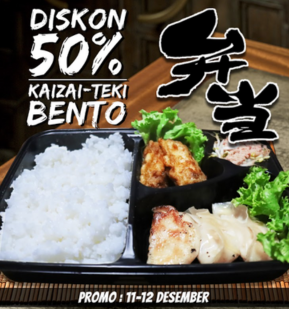 DISKON
50%
KAIZAI-TEKI
BENTO
弁当
PROMO : 11-12 DESEMBER